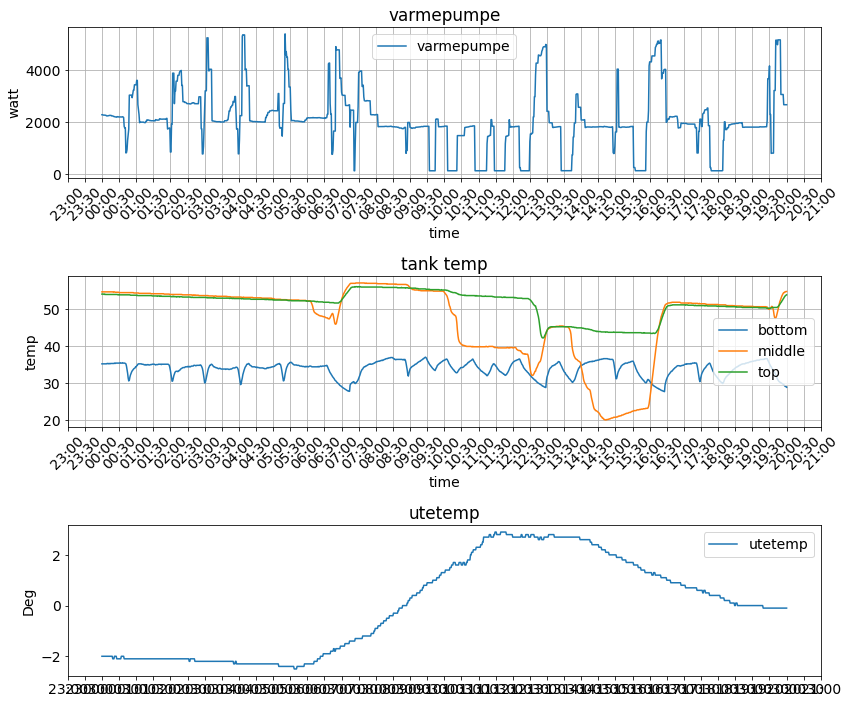 varmepumpe
varmepumpe
4000
2000
0
watt
23:00 23:30 00:00 00:30 01:00 01:30 02:00 02:30 03:00 03:30 04:00 04:30 05:00 05:30 06:00 06:30 07:00 07:30 08:00 08:30 09:00 09:30 10:00 10:30 11:00 11:30 12:00 12:30 13:00 13:30 14:00 14:30 15:00 15:30 16:00 16:30 17:00 17:30 18:00 18:30 19:00 19:30 20:00 20:30 21:00
time
tank temp
50
40
30
20
temp
bottom
middle
top
23:00 23:30 00:00 00:30 01:00 01:30 02:00 02:30 03:00 03:30 04:00 04:30 05:00 05:30 06:00 06:30 07:00 07:30 08:00 08:30 09:00 09:30 10:00 10:30 11:00 11:30 12:00 12:30 13:00 13:30 14:00 14:30 15:00 15:30 16:00 16:30 17:00 17:30 18:00 18:30 19:00 19:30 20:00 20:30 21:00
time
utetemp
utetemp
2
0
−2
Deg